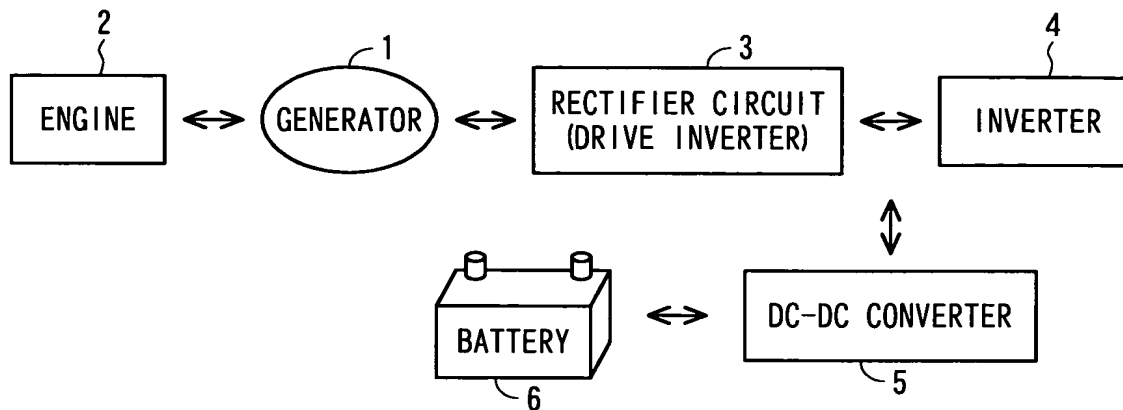 2
1
3
4
ENGINE
GENERATOR
RECTIFIER CIRCUIT
(DRIVE INVERTER)
INVERTER
BATTERY
DC-DC CONVERTER
6
5